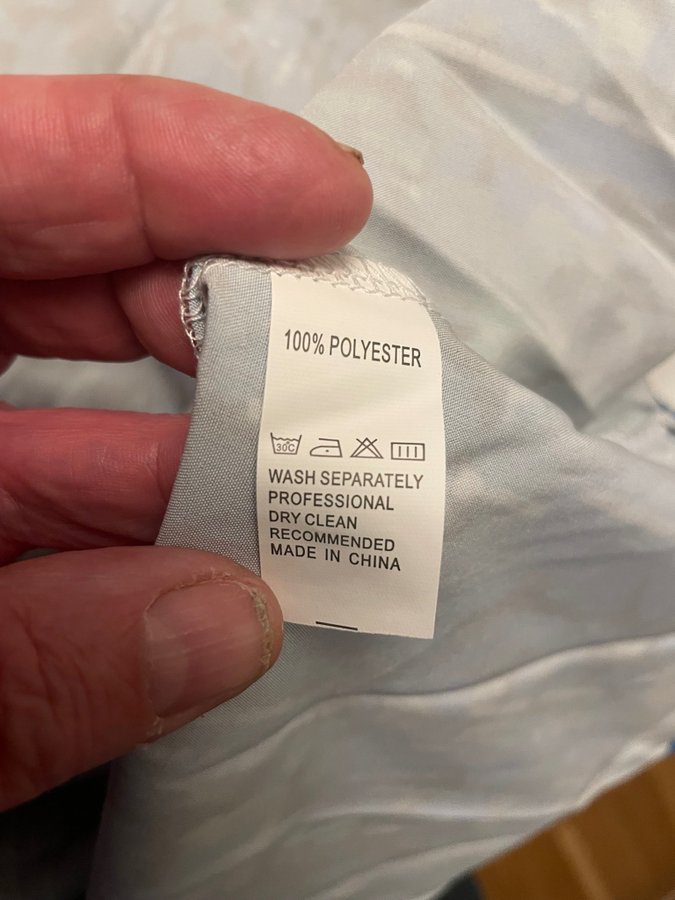 100% POLYESTER
30C
WASH SEPARATELY
PROFESSIONAL
DRY CLEAN
RECOMMENDED
MADE IN CHINA